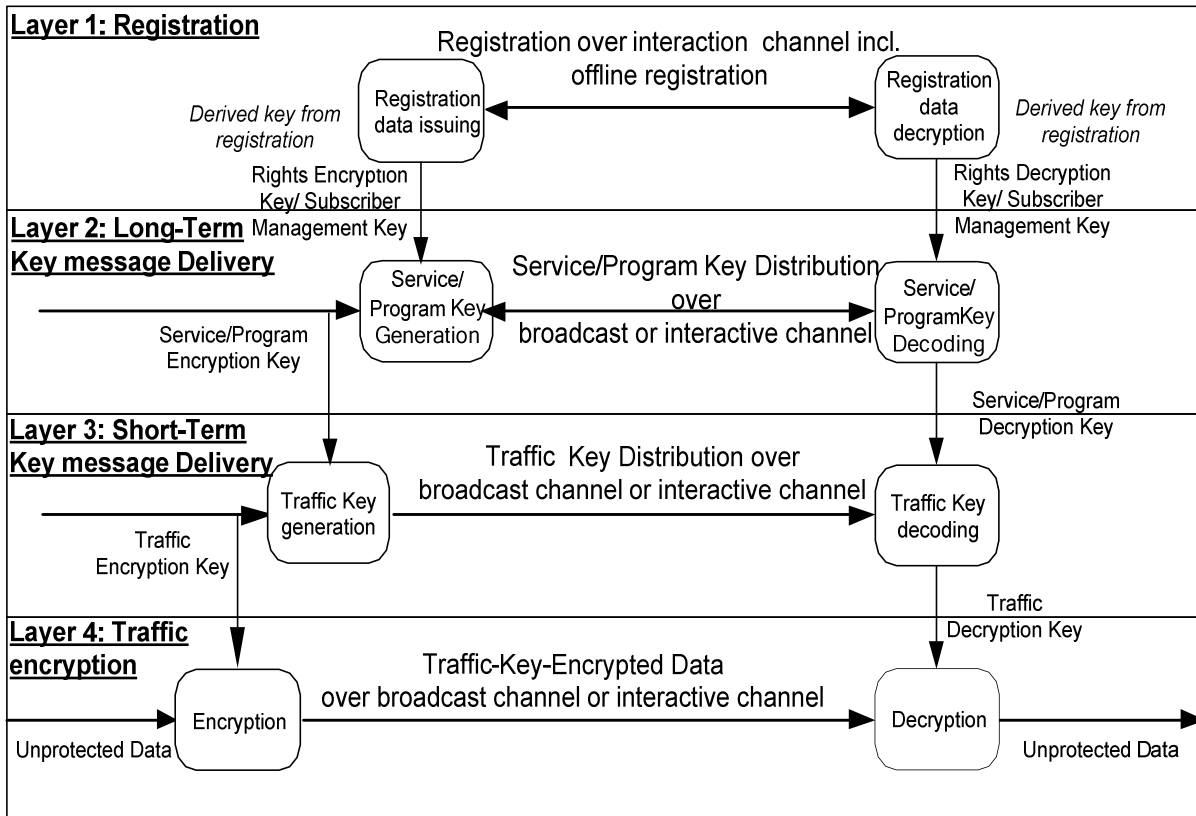 Layer 1: Registration
Registration over interaction channel incl.
offline registration
Registration
data issuing
Registration
data
decryption
Derived key from
registration
Derived key from
registration
Rights Encryption
Key/ Subscriber
Management Key
Rights Decryption
Key/ Subscriber
Management Key
Layer 2: Long-Term
Key message Delivery
Service/
Program Key
Generation
Service/Program Key Distribution
over
broadcast or interactive channel
Service/
ProgramKey
Decoding
Service/Program
Encryption Key
Service/Program
Decryption Key
Layer 3: Short-Term
Key message Delivery
Traffic Key
generation
Traffic Key Distribution over
broadcast channel or interactive channel
Traffic Key
decoding
Traffic
Encryption Key
Traffic
Decryption Key
Layer 4: Traffic
encryption
Encryption
Traffic-Key-Encrypted Data
over broadcast channel or interactive channel
Decryption
Unprotected Data
Unprotected Data